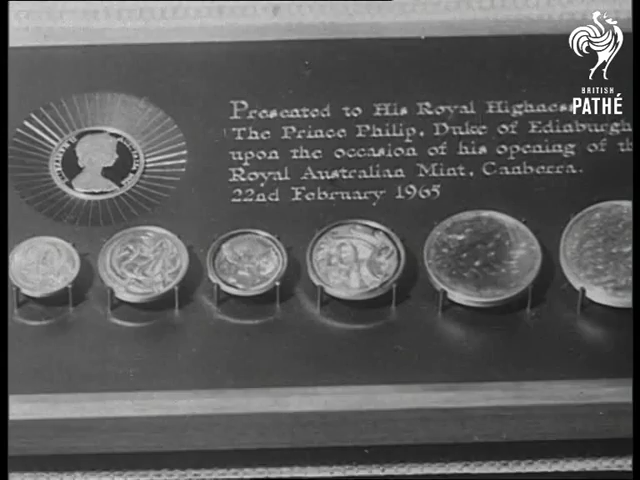 BRITISH
PATHÉ
Presented to His Royal Highness
The Prince Philip, Duke of Edinburgh
upon the occasion of his opening of th
Royal Australian Mint, Canberra.
22nd February 1965